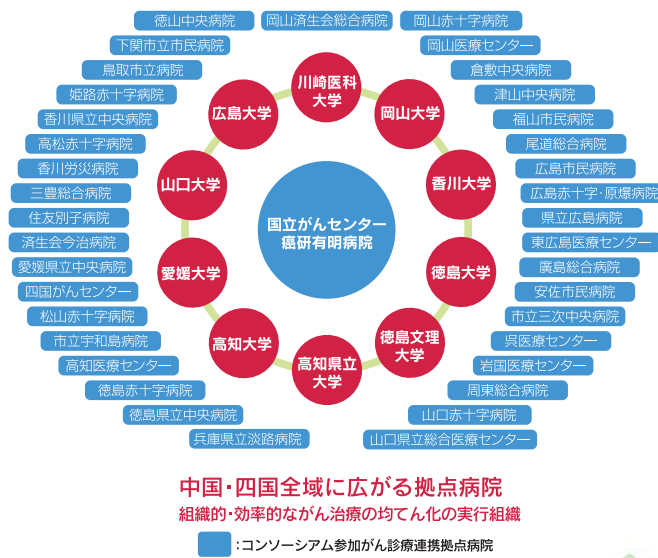 徳山中央病院
岡山済生会総合病院
岡山赤十字病院
下関市立市民病院
岡山医療センター
鳥取市立病院
倉敷中央病院
姫路赤十字病院
津山中央病院
香川県立中央病院
福山市民病院
高松赤十字病院
尾道総合病院
香川労災病院
広島市民病院
三豊総合病院
広島赤十字・原爆病院
住友別子病院
県立広島病院
済生会今治病院
東広島医療センター
愛媛県立中央病院
廣島総合病院
四国がんセンター
安佐市民病院
松山赤十字病院
市立三次中央病院
市立宇和島病院
呉医療センター
高知医療センター
岩国医療センター
徳島赤十字病院
周東総合病院
徳島県立中央病院
山口赤十字病院
兵庫県立淡路病院
山口県立総合医療センター
川崎医科
大学
岡山大学
香川大学
徳島大学
徳島文理
大学
高知県立
大学
高知大学
愛媛大学
山口大学
広島大学
国立がんセンター
癌研有明病院
中国・四国全域に広がる拠点病院
組織的・効率的ながん治療の均てん化の実行組織
：コンソーシアム参加がん診療連携拠点病院